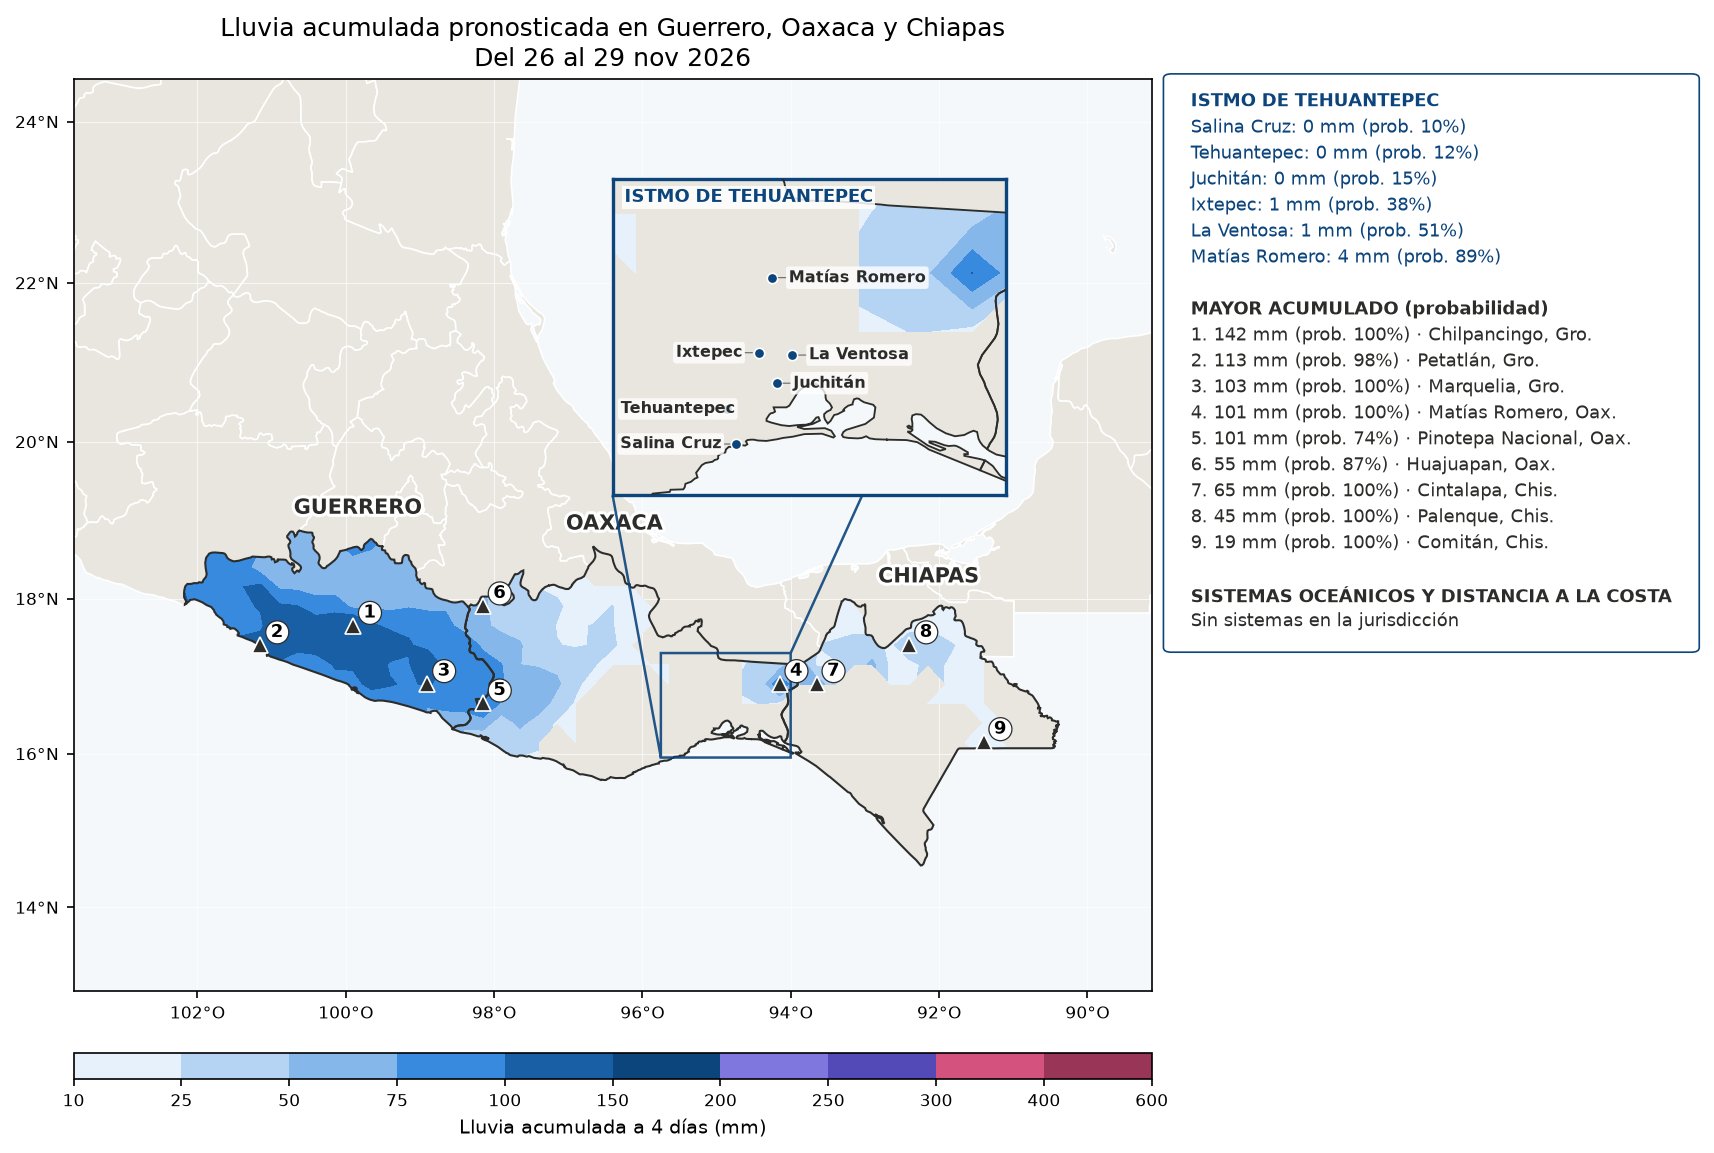 Lluvia acumulada pronosticada en Guerrero, Oaxaca y Chiapas
Del 26 al 29 nov 2026
24°N
22°N
20°N
18°N
16°N
14°N
102°O
100°O
98°O
96°O
94°O
92°O
90°O
GUERRERO
OAXACA
CHIAPAS
1
2
3
4
5
6
7
8
9
ISTMO DE TEHUANTEPEC
Matías Romero
Ixtepec
La Ventosa
Juchitán
Tehuantepec
Salina Cruz
ISTMO DE TEHUANTEPEC
Salina Cruz: 0 mm (prob. 10%)
Tehuantepec: 0 mm (prob. 12%)
Juchitán: 0 mm (prob. 15%)
Ixtepec: 1 mm (prob. 38%)
La Ventosa: 1 mm (prob. 51%)
Matías Romero: 4 mm (prob. 89%)
MAYOR ACUMULADO (probabilidad)
1. 142 mm (prob. 100%) · Chilpancingo, Gro.
2. 113 mm (prob. 98%) · Petatlán, Gro.
3. 103 mm (prob. 100%) · Marquelia, Gro.
4. 101 mm (prob. 100%) · Matías Romero, Oax.
5. 101 mm (prob. 74%) · Pinotepa Nacional, Oax.
6. 55 mm (prob. 87%) · Huajuapan, Oax.
7. 65 mm (prob. 100%) · Cintalapa, Chis.
8. 45 mm (prob. 100%) · Palenque, Chis.
9. 19 mm (prob. 100%) · Comitán, Chis.
SISTEMAS OCEÁNICOS Y DISTANCIA A LA COSTA
Sin sistemas en la jurisdicción
10 25 50 75 100 150 200 250 300 400 600
Lluvia acumulada a 4 días (mm)